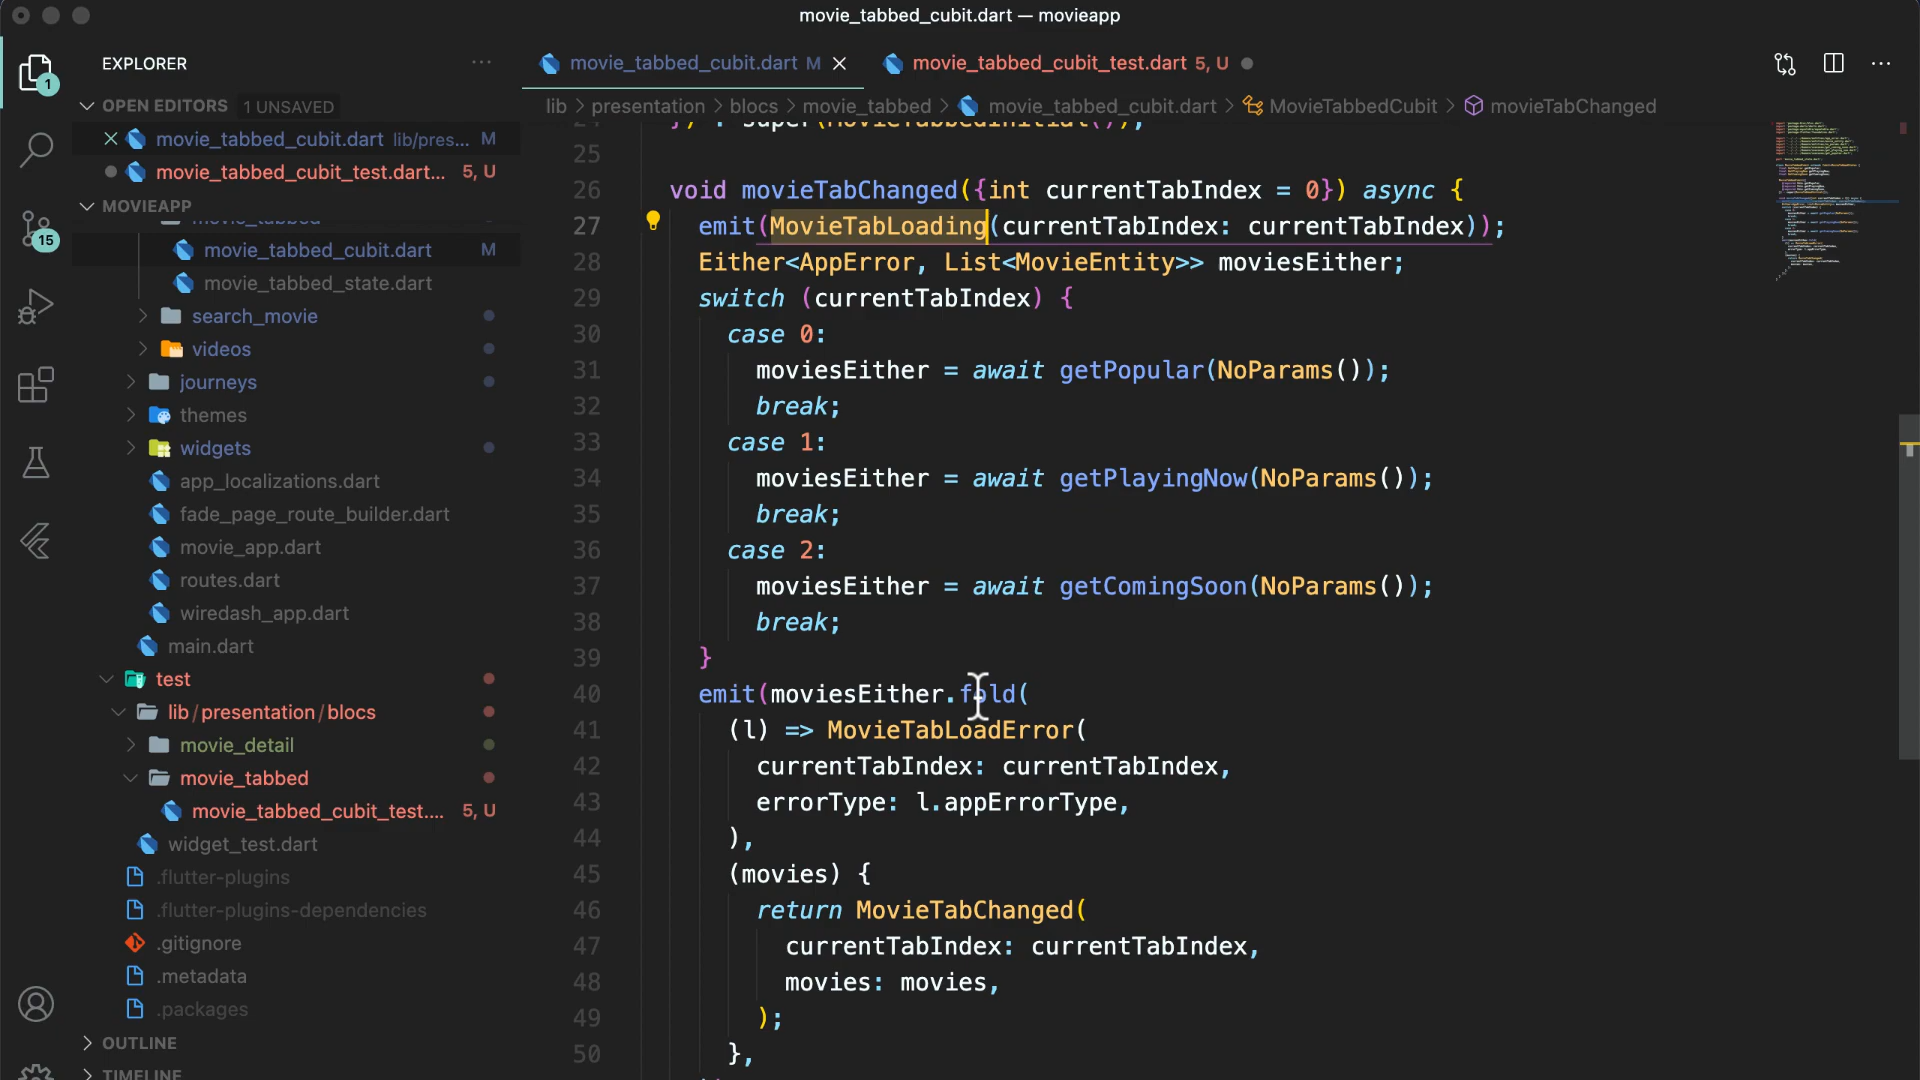 movie_tabbed_cubit.dart — movieapp
EXPLORER
movie_tabbed_cubit.dart M
movie_tabbed_cubit_test.dart 5, U
OPEN EDITORS 1 UNSAVED
lib > presentation > blocs > movie_tabbed > movie_tabbed_cubit.dart > MovieTabbedCubit > movieTabChanged
movie_tabbed_cubit.dart lib/pres... M
movie_tabbed_cubit_test.dart... 5, U
MOVIEAPP
movie_tabbed
movie_tabbed_cubit.dart M
movie_tabbed_state.dart
search_movie
videos
journeys
themes
widgets
app_localizations.dart
fade_page_route_builder.dart
movie_app.dart
routes.dart
wiredash_app.dart
main.dart
test
lib/presentation/blocs
movie_detail
movie_tabbed
movie_tabbed_cubit_test.... 5, U
widget_test.dart
.flutter-plugins
.flutter-plugins-dependencies
.gitignore
.metadata
.packages
OUTLINE
TIMELINE
1
15
24 }) : super(MovieTabbedInitial());
25
26 void movieTabChanged({int currentTabIndex = 0}) async {
27 emit(MovieTabLoading(currentTabIndex: currentTabIndex));
28 Either<AppError, List<MovieEntity>> moviesEither;
29 switch (currentTabIndex) {
30 case 0:
31 moviesEither = await getPopular(NoParams());
32 break;
33 case 1:
34 moviesEither = await getPlayingNow(NoParams());
35 break;
36 case 2:
37 moviesEither = await getComingSoon(NoParams());
38 break;
39 }
40 emit(moviesEither.fold(
41 (l) => MovieTabLoadError(
42 currentTabIndex: currentTabIndex,
43 errorType: l.appErrorType,
44 ),
45 (movies) {
46 return MovieTabChanged(
47 currentTabIndex: currentTabIndex,
48 movies: movies,
49 );
50 },